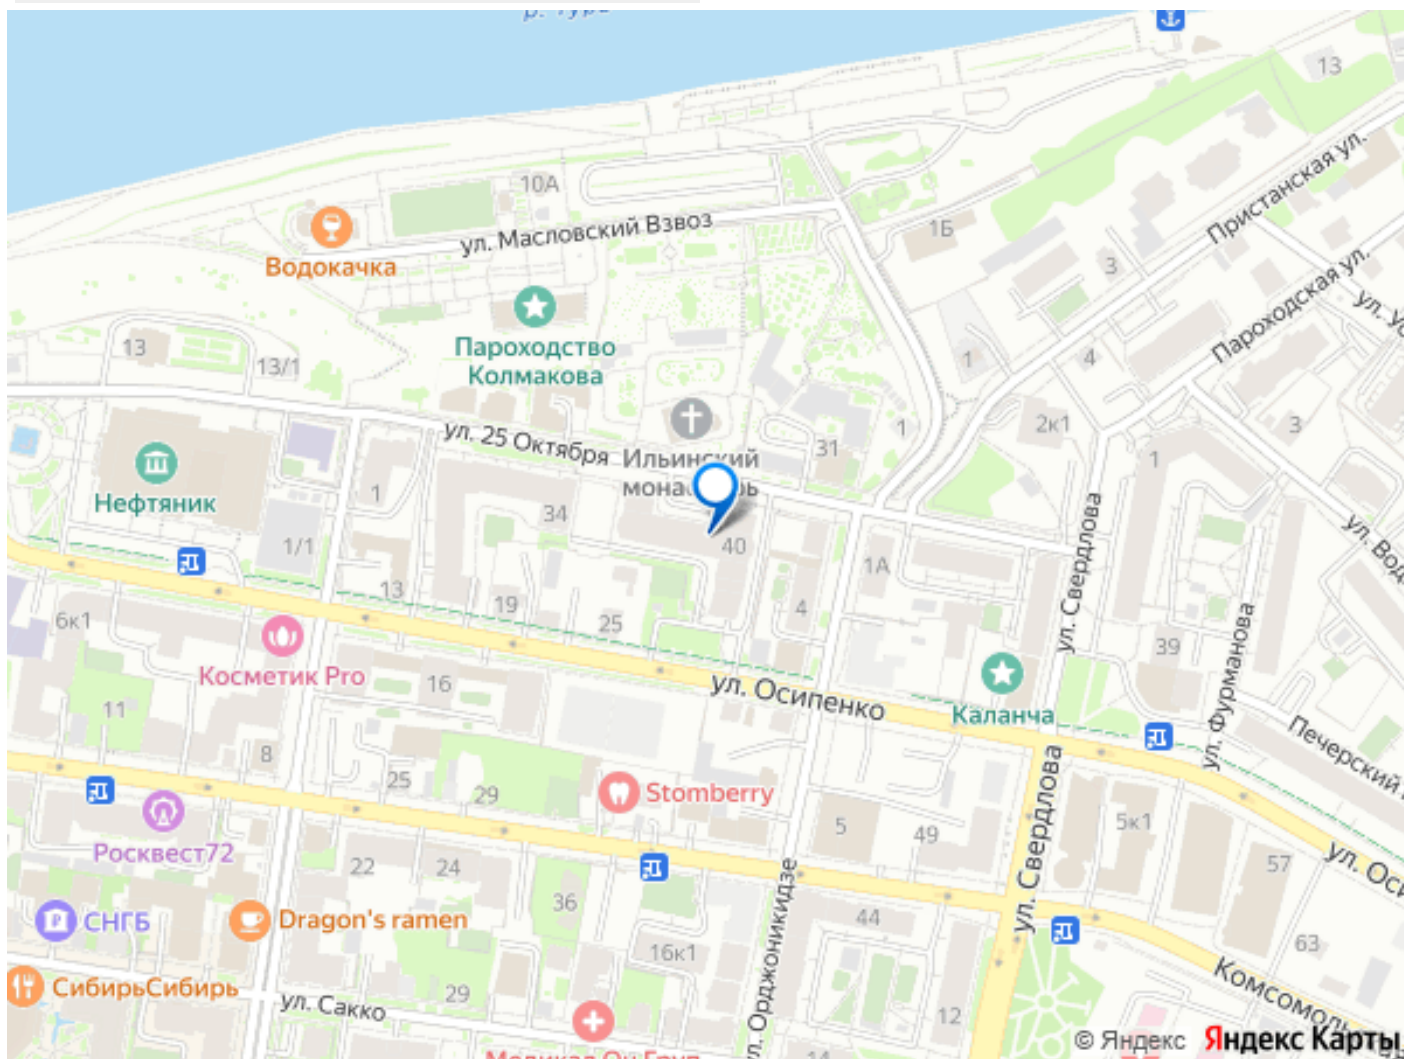 р. Тура
13
10А
ул. Масловский Взвоз
1Б
Пристанская ул.
Водокачка
3
Пароходская ул.
Пароходство
Колмакова
13
13/1
1
4
ул. 25 Октября
Ильинский
монастырь
31
1
2к1
3
Нефтяник
1
34
1/1
40
1А
ул. Свердлова
1
13
19
25
4
6к1
Косметик Pro
16
ул. Осипенко
Каланча
39
ул. Фурманова
Печерский
11
8
25
29
Stomberry
5
49
5к1
57
Росквест72
22
24
36
ул. Орджоникидзе
ул. Свердлова
44
СНГБ
Dragon's ramen
16к1
63
СибирьСибирь
29
12
ул. Сакко
14
© Яндекс Яндекс Карты